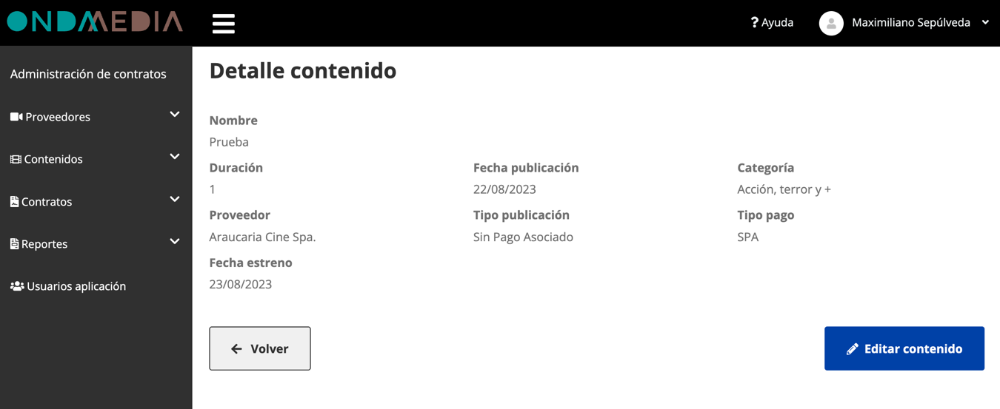 ONDAMEDIA
? Ayuda
Maximiliano Sepúlveda
Administración de contratos
Proveedores
Contenidos
Contratos
Reportes
Usuarios aplicación
Detalle contenido
Nombre
Prueba
Duración Fecha publicación Categoría
1 22/08/2023 Acción, terror y +
Proveedor Tipo publicación Tipo pago
Araucaria Cine Spa. Sin Pago Asociado SPA
Fecha estreno
23/08/2023
Volver
Editar contenido